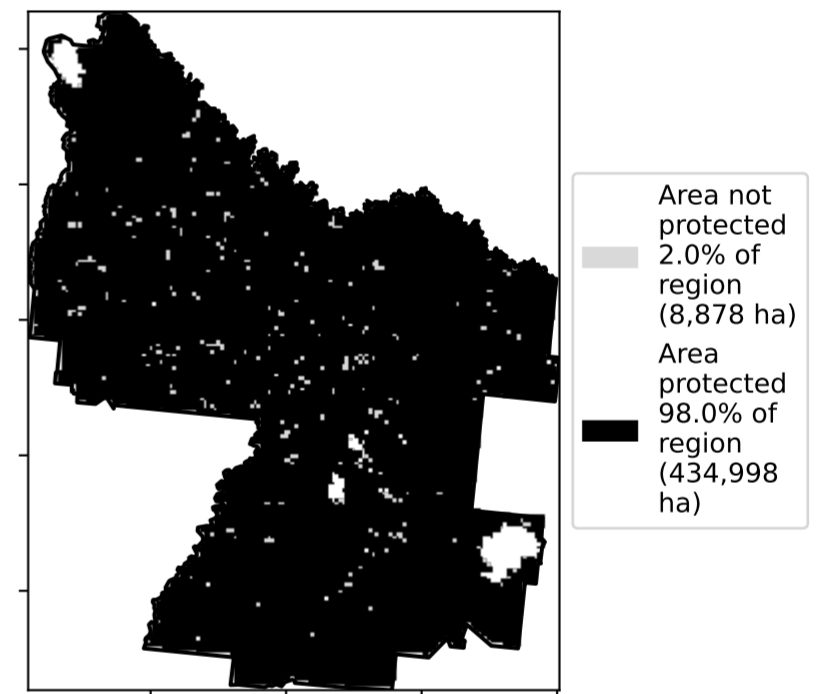 Area not
protected
2.0% of
region
(8,878 ha)
Area
protected
98.0% of
region
(434,998
ha)